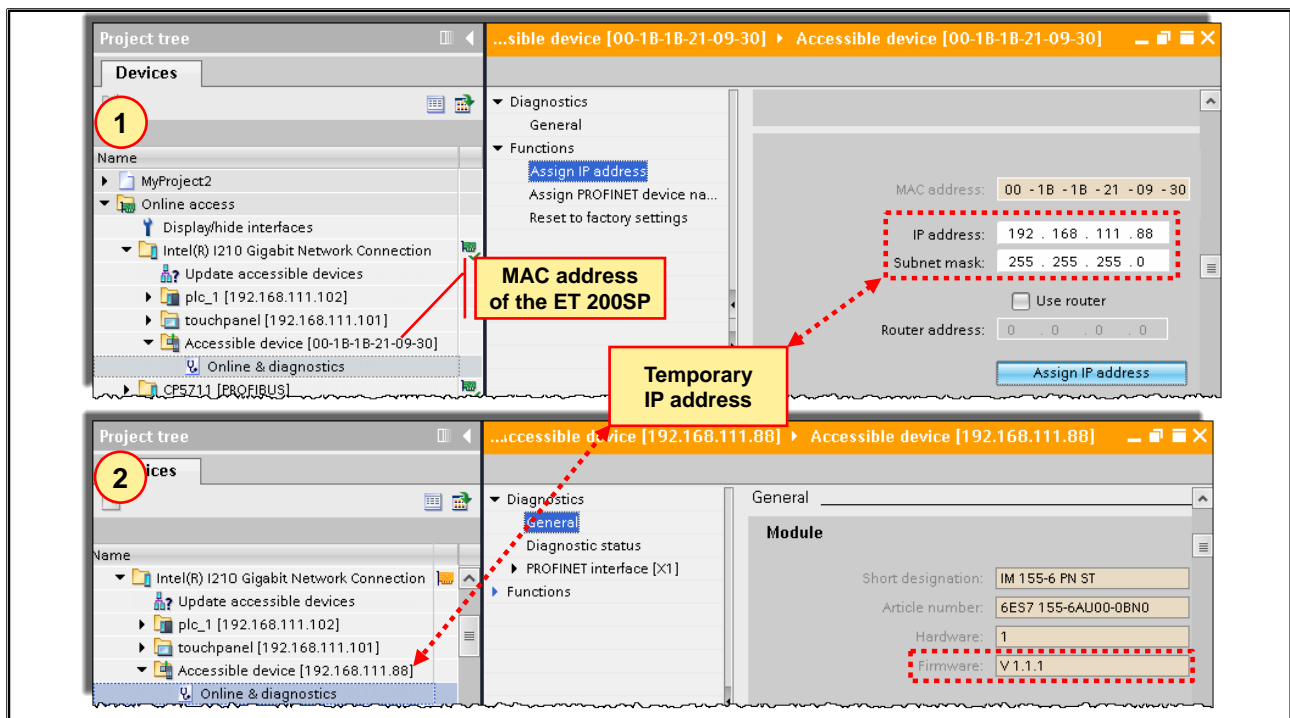 Project tree
Devices
1
Name
MyProject2
Online access
Display/hide interfaces
Intel(R) I210 Gigabit Network Connection
Update accessible devices
plc_1 [192.168.111.102]
touchpanel [192.168.111.101]
Accessible device [00-1B-1B-21-09-30]
Online & diagnostics
CP5711 [PROFIBUS]
MAC address
of the ET 200SP
...sible device [00-1B-1B-21-09-30] Accessible device [00-1B-1B-21-09-30]
Diagnostics
General
Functions
Assign IP address
Assign PROFINET device na...
Reset to factory settings
MAC address: 00 -1B -1B -21 -09 -30
IP address: 192 . 168 . 111 .88
Subnet mask: 255 . 255 . 255 .0
Use router
Router address: 0 .0 .0 .0
Assign IP address
Temporary
IP address
Project tree
2
ices
Name
Intel(R) I210 Gigabit Network Connection
Update accessible devices
plc_1 [192.168.111.102]
touchpanel [192.168.111.101]
Accessible device [192.168.111.88]
Online & diagnostics
...ccessible device [192.168.111.88] Accessible device [192.168.111.88]
Diagnostics
General
Diagnostic status
PROFINET interface [X1]
Functions
General
Module
Short designation: IM 155-6 PN ST
Article number: 6ES7 155-6AU00-0BN0
Hardware: 1
Firmware: V 1.1.1